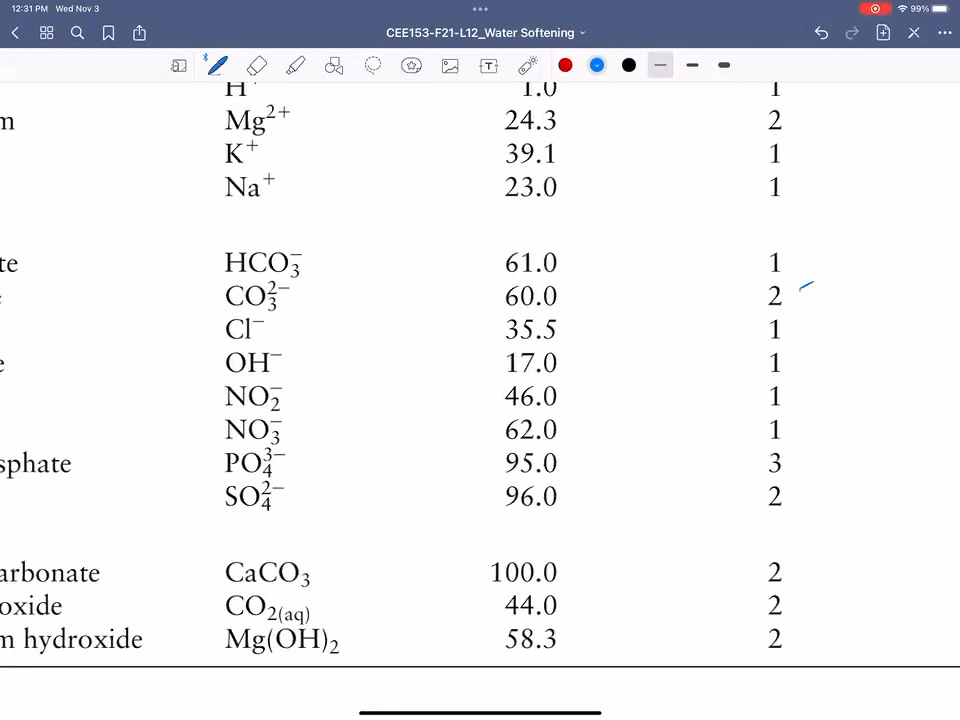 12:31 PM Wed Nov 3
99%
CEE153-F21-L12_Water Softening
H⁺ 1.0 1
m Mg²⁺ 24.3 2
K⁺ 39.1 1
Na⁺ 23.0 1
te HCO₃⁻ 61.0 1
CO₃²⁻ 60.0 2
Cl⁻ 35.5 1
e OH⁻ 17.0 1
NO₂⁻ 46.0 1
NO₃⁻ 62.0 1
sphate PO₄³⁻ 95.0 3
SO₄²⁻ 96.0 2
arbonate CaCO₃ 100.0 2
oxide CO₂₍aq₎ 44.0 2
m hydroxide Mg(OH)₂ 58.3 2